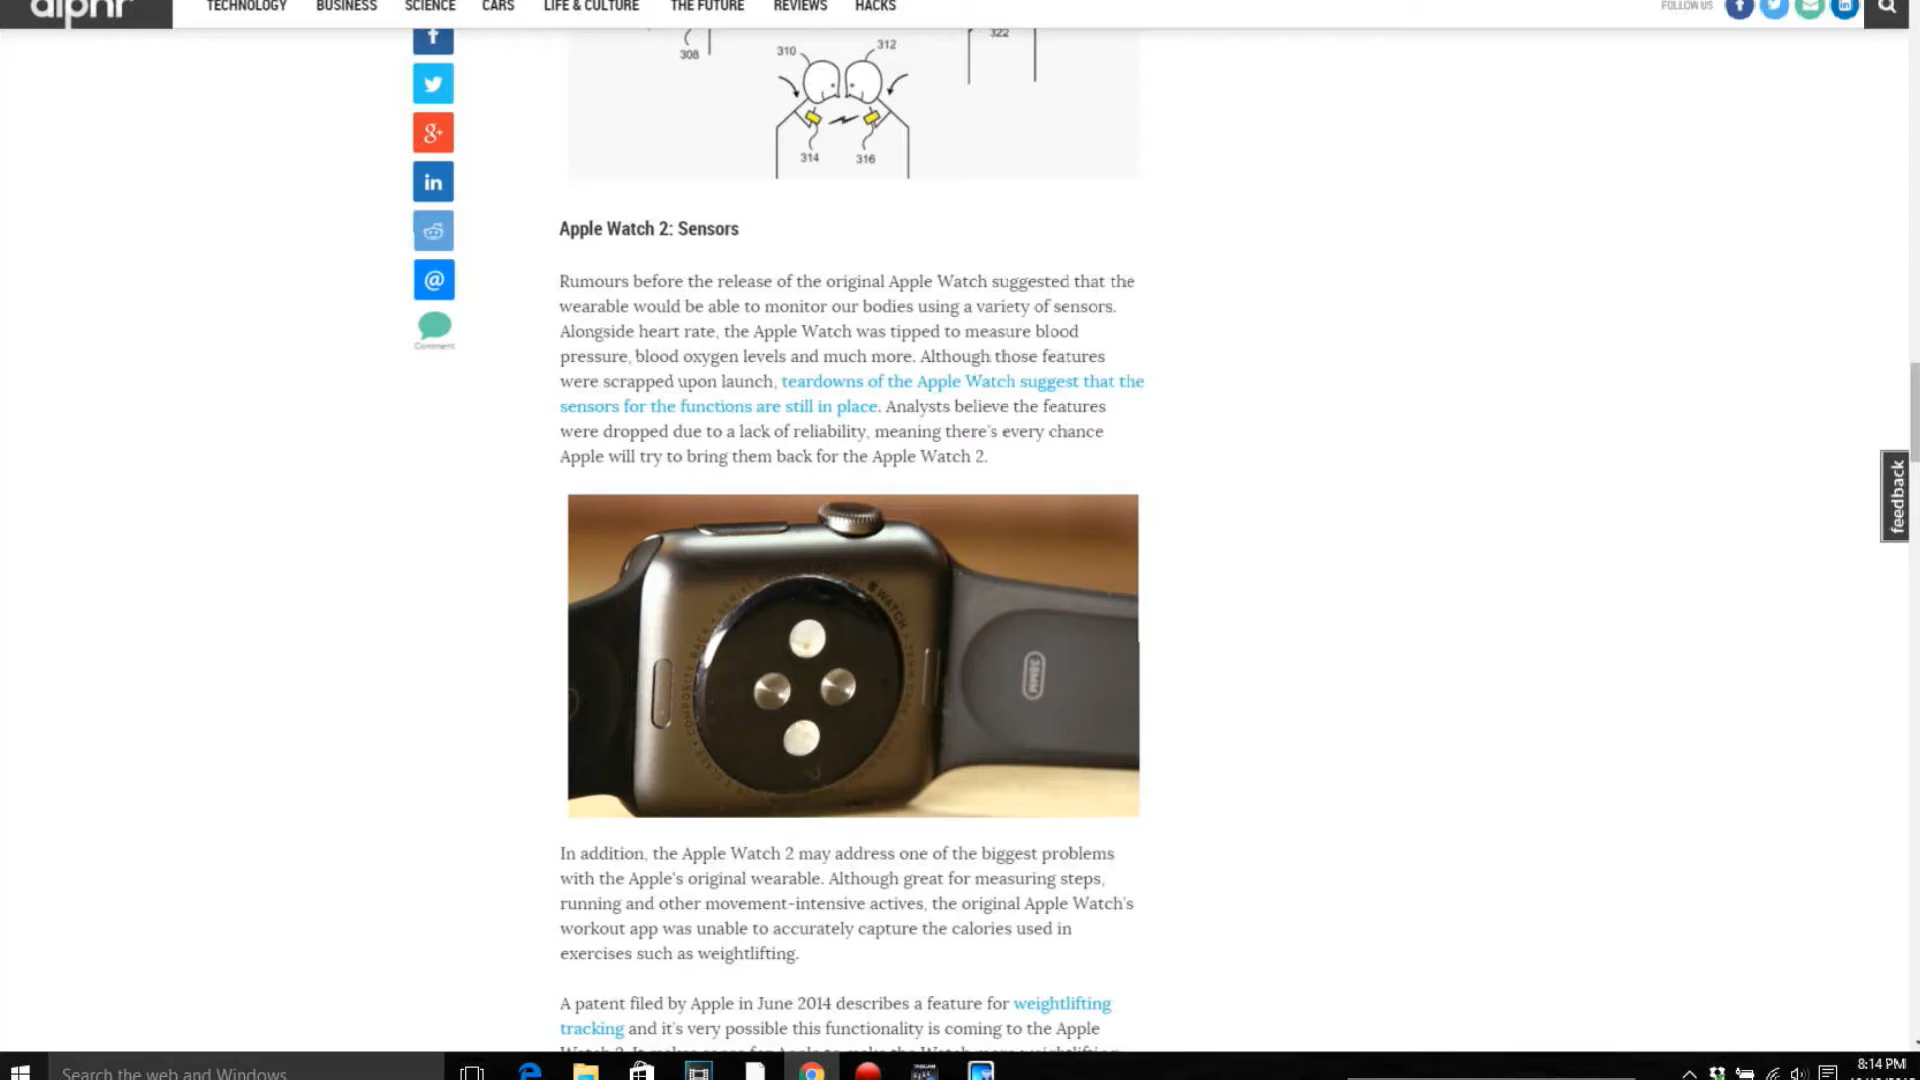 alphr
TECHNOLOGY BUSINESS SCIENCE CARS LIFE & CULTURE THE FUTURE REVIEWS HACKS
FOLLOW US
308
310
312
322
314
316
Comment
Apple Watch 2: Sensors
Rumours before the release of the original Apple Watch suggested that the
wearable would be able to monitor our bodies using a variety of sensors.
Alongside heart rate, the Apple Watch was tipped to measure blood
pressure, blood oxygen levels and much more. Although those features
were scrapped upon launch, teardowns of the Apple Watch suggest that the
sensors for the functions are still in place. Analysts believe the features
were dropped due to a lack of reliability, meaning there's every chance
Apple will try to bring them back for the Apple Watch 2.
WATCH
COMPOSITE BACK
38MM
feedback
In addition, the Apple Watch 2 may address one of the biggest problems
with the Apple's original wearable. Although great for measuring steps,
running and other movement-intensive actives, the original Apple Watch's
workout app was unable to accurately capture the calories used in
exercises such as weightlifting.
A patent filed by Apple in June 2014 describes a feature for weightlifting
tracking and it's very possible this functionality is coming to the Apple
Search the web and Windows
8:14 PM